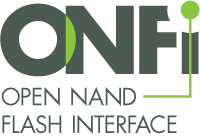 ONFi
OPEN NAND
FLASH INTERFACE